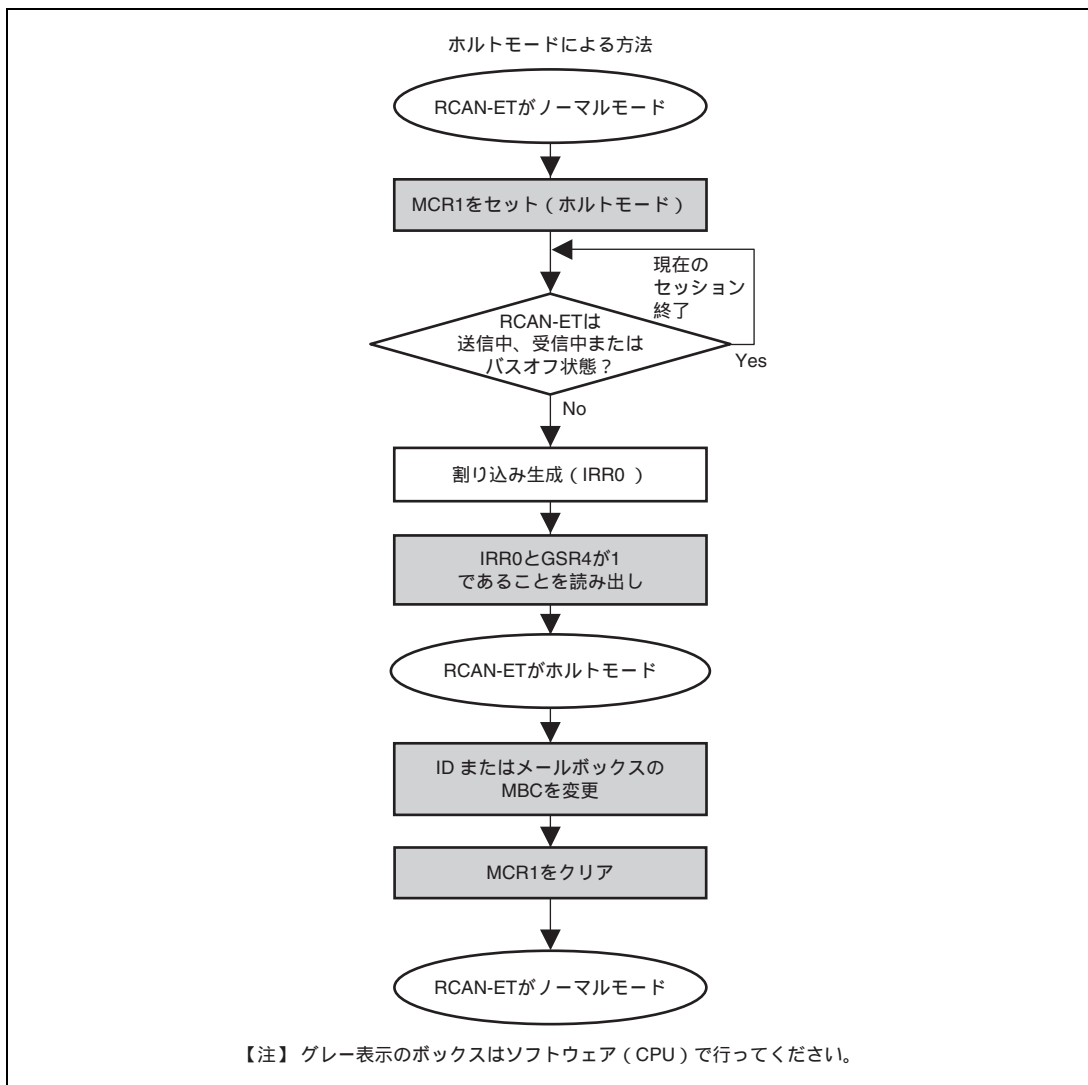 ホルトモードによる方法
RCAN-ETがノーマルモード
MCR1をセット（ホルトモード）
現在の
セッション
終了
RCAN-ETは
送信中、受信中または
バスオフ状態？
Yes
No
割り込み生成（IRR0 ）
IRR0とGSR4が1
であることを読み出し
RCAN-ETがホルトモード
ID またはメールボックスの
MBCを変更
MCR1をクリア
RCAN-ETがノーマルモード
【注】 グレー表示のボックスはソフトウェア（CPU）で行ってください。